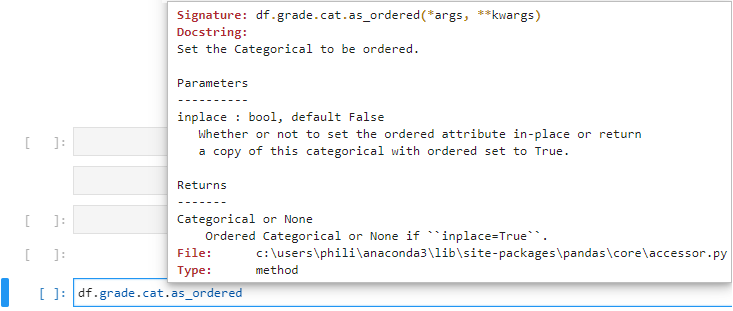 Signature: df.grade.cat.as_ordered(*args, **kwargs)
Docstring:
Set the Categorical to be ordered.
Parameters
----------
inplace : bool, default False
   Whether or not to set the ordered attribute in-place or return
   a copy of this categorical with ordered set to True.
Returns
-------
Categorical or None
    Ordered Categorical or None if ``inplace=True``.
File:      c:\users\phili\anaconda3\lib\site-packages\pandas\core\accessor.py
Type:      method
[ ]:
[ ]:
[ ]:
[ ]: df.grade.cat.as_ordered